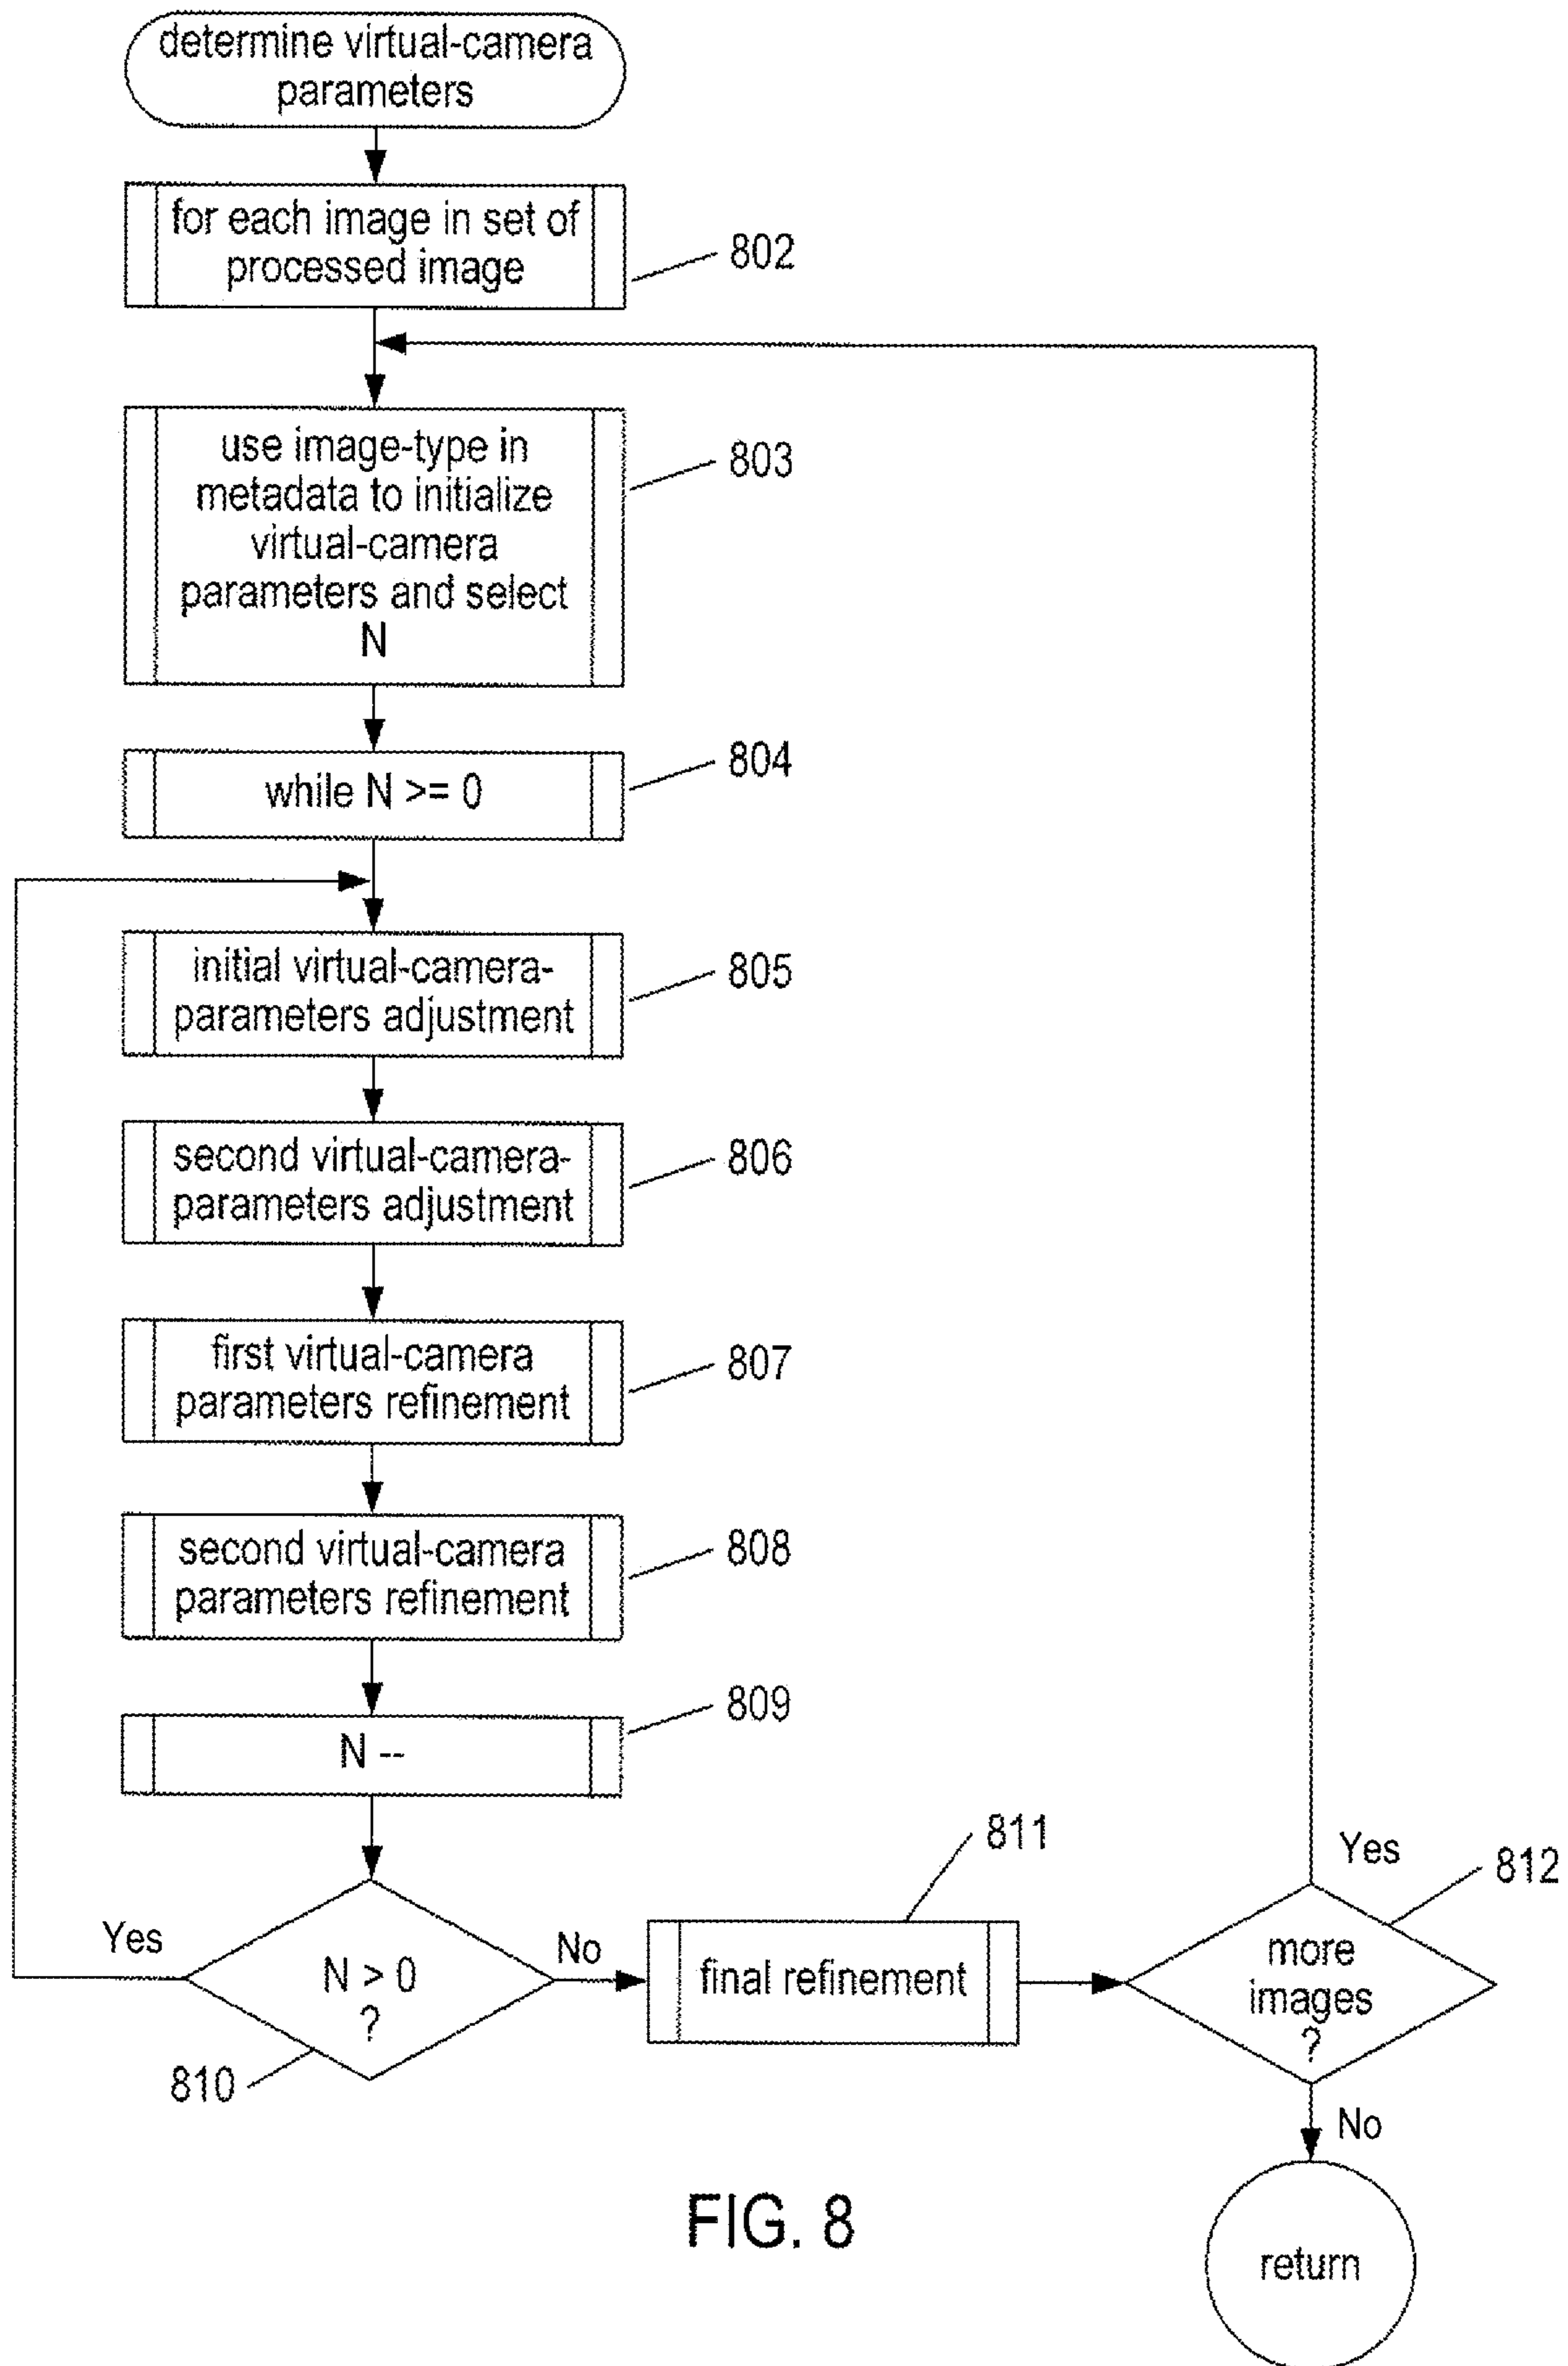 determine virtual-camera
parameters
for each image in set of
processed image
802
use image-type in
metadata to initialize
virtual-camera
parameters and select
N
803
while N >= 0
804
initial virtual-camera-
parameters adjustment
805
second virtual-camera-
parameters adjustment
806
first virtual-camera
parameters refinement
807
second virtual-camera
parameters refinement
808
N --
809
Yes
N > 0
?
810
No
final refinement
811
Yes
more
images
?
812
No
return
FIG. 8